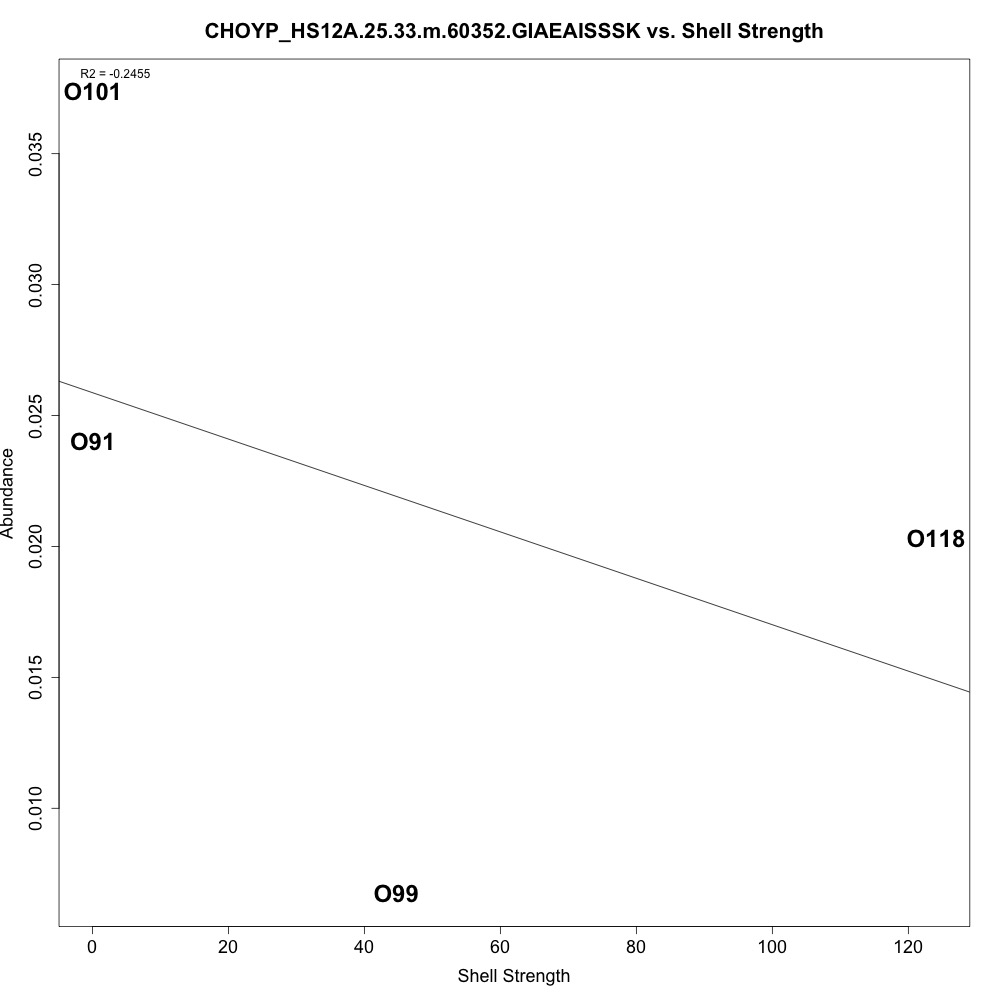 CHOYP_HS12A.25.33.m.60352.GIAEAISSSK vs. Shell Strength
R2 = -0.2455
O101
0.035
0.030
0.025
O91
Abundance
0.020
O118
0.015
0.010
O99
0 20 40 60 80 100 120
Shell Strength